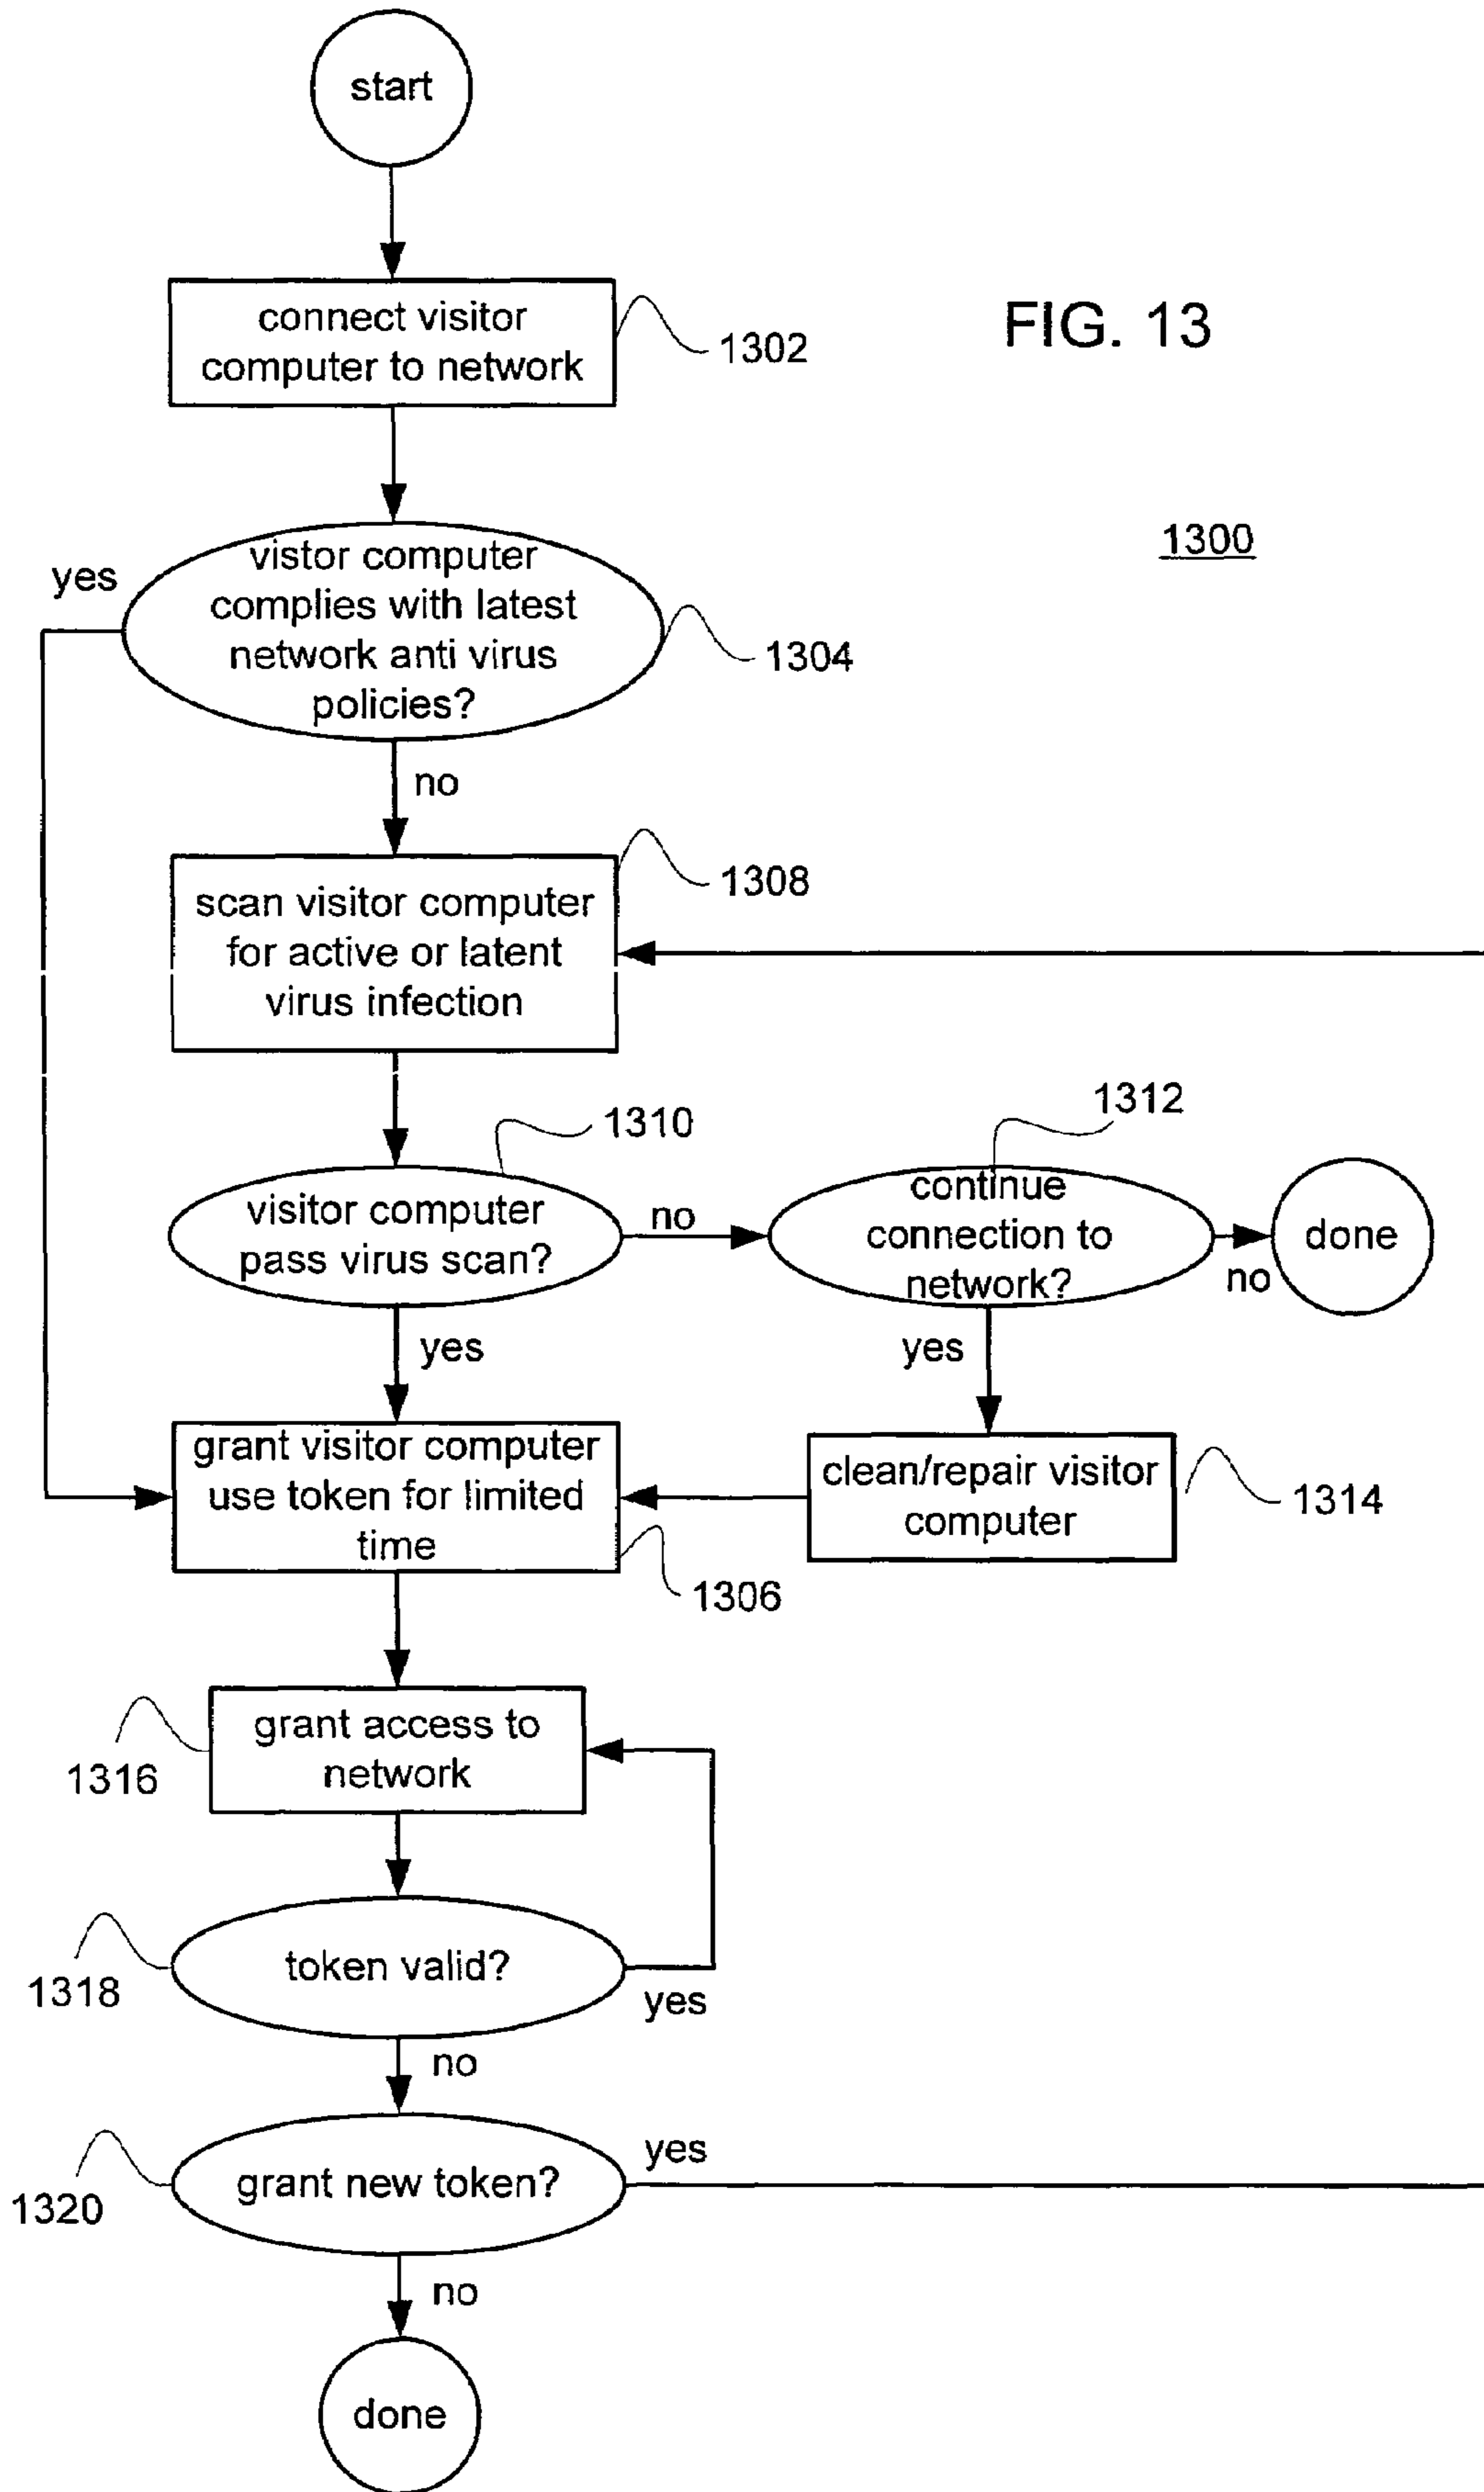 start
connect visitor
computer to network
1302
FIG. 13
1300
yes
vistor computer
complies with latest
network anti virus
policies?
1304
no
scan visitor computer
for active or latent
virus infection
1308
1310
1312
visitor computer
pass virus scan?
no
continue
connection to
network?
no
done
yes
yes
grant visitor computer
use token for limited
time
1306
clean/repair visitor
computer
1314
grant access to
network
1316
token valid?
1318
yes
no
grant new token?
yes
1320
no
done